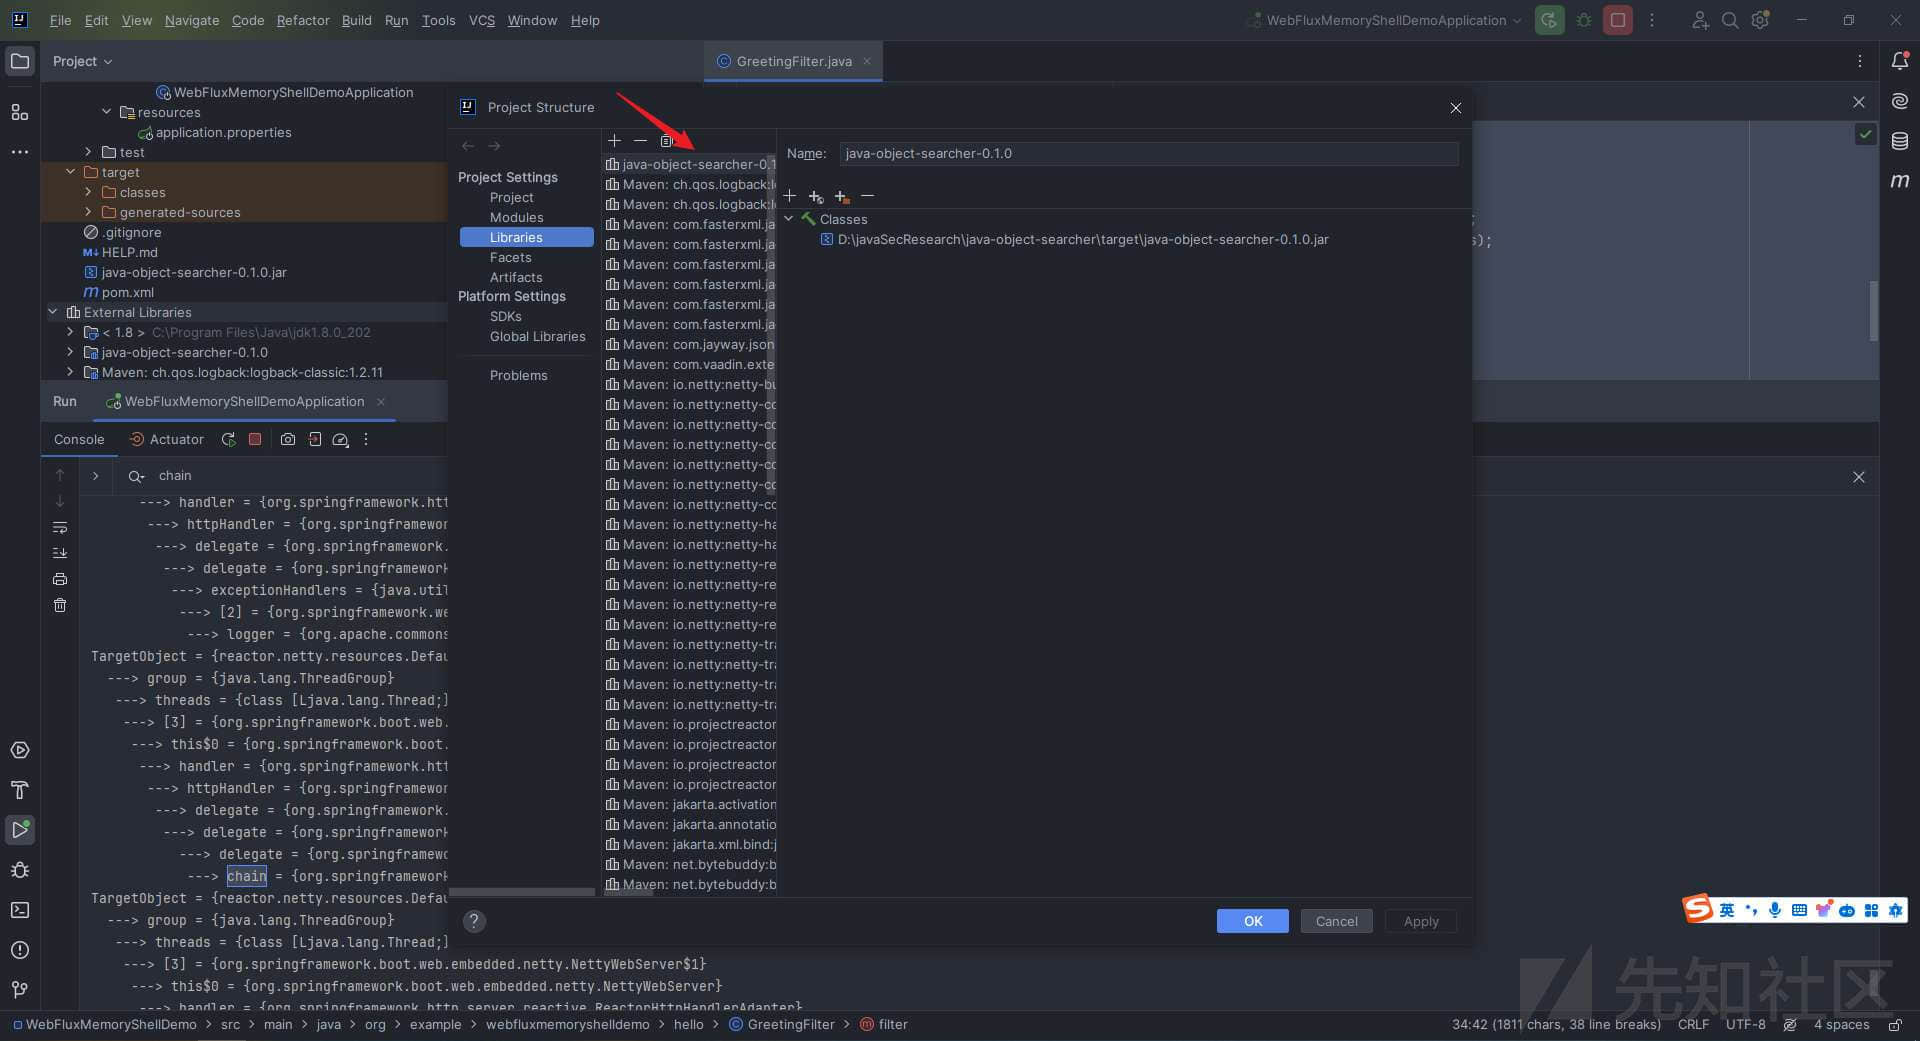 File Edit View Navigate Code Refactor Build Run Tools VCS Window Help
WebFluxMemoryShellDemoApplication
Project
GreetingFilter.java
WebFluxMemoryShellDemoApplication
resources
application.properties
test
target
classes
generated-sources
.gitignore
HELP.md
java-object-searcher-0.1.0.jar
pom.xml
External Libraries
< 1.8 > C:\Program Files\Java\jdk1.8.0_202
java-object-searcher-0.1.0
Maven: ch.qos.logback:logback-classic:1.2.11
Project Structure
Project Settings
Project
Modules
Libraries
Facets
Artifacts
Platform Settings
SDKs
Global Libraries
Problems
java-object-searcher-0.1
Maven: ch.qos.logback:l
Maven: ch.qos.logback:l
Maven: com.fasterxml.ja
Maven: com.fasterxml.ja
Maven: com.fasterxml.ja
Maven: com.fasterxml.ja
Maven: com.fasterxml.ja
Maven: com.fasterxml.ja
Maven: com.jayway.json
Maven: com.vaadin.exte
Maven: io.netty:netty-bu
Maven: io.netty:netty-co
Maven: io.netty:netty-co
Maven: io.netty:netty-co
Maven: io.netty:netty-co
Maven: io.netty:netty-co
Maven: io.netty:netty-co
Maven: io.netty:netty-ha
Maven: io.netty:netty-ha
Maven: io.netty:netty-re
Maven: io.netty:netty-re
Maven: io.netty:netty-re
Maven: io.netty:netty-re
Maven: io.netty:netty-tra
Maven: io.netty:netty-tra
Maven: io.netty:netty-tra
Maven: io.netty:netty-tra
Maven: io.projectreactor
Maven: io.projectreactor
Maven: io.projectreactor
Maven: io.projectreactor
Maven: jakarta.activation
Maven: jakarta.annotatio
Maven: jakarta.xml.bind:j
Maven: net.bytebuddy:b
Maven: net.bytebuddy:b
Name: java-object-searcher-0.1.0
Classes
D:\javaSecResearch\java-object-searcher\target\java-object-searcher-0.1.0.jar
;
s);
OK Cancel Apply
Run WebFluxMemoryShellDemoApplication
Console Actuator
chain
---> handler = {org.springframework.htt
---> httpHandler = {org.springframewor
---> delegate = {org.springframework.
---> delegate = {org.springframework
---> exceptionHandlers = {java.util
---> [2] = {org.springframework.we
---> logger = {org.apache.commons
TargetObject = {reactor.netty.resources.Defau
---> group = {java.lang.ThreadGroup}
---> threads = {class [Ljava.lang.Thread;}
---> [3] = {org.springframework.boot.web.
---> this$0 = {org.springframework.boot.
---> handler = {org.springframework.htt
---> httpHandler = {org.springframewor
---> delegate = {org.springframework.
---> delegate = {org.springframework
---> delegate = {org.springframewo
---> chain = {org.springframework
TargetObject = {reactor.netty.resources.Defau
---> group = {java.lang.ThreadGroup}
---> threads = {class [Ljava.lang.Thread;}
---> [3] = {org.springframework.boot.web.embedded.netty.NettyWebServer$1}
---> this$0 = {org.springframework.boot.web.embedded.netty.NettyWebServer}
---> handler = {org.springframework.http.server.reactive.ReactorHttpHandlerAdapter}
英
先知社区
WebFluxMemoryShellDemo > src > main > java > org > example > webfluxmemoryshelldemo > hello > GreetingFilter > filter
34:42 (1811 chars, 38 line breaks) CRLF UTF-8 4 spaces